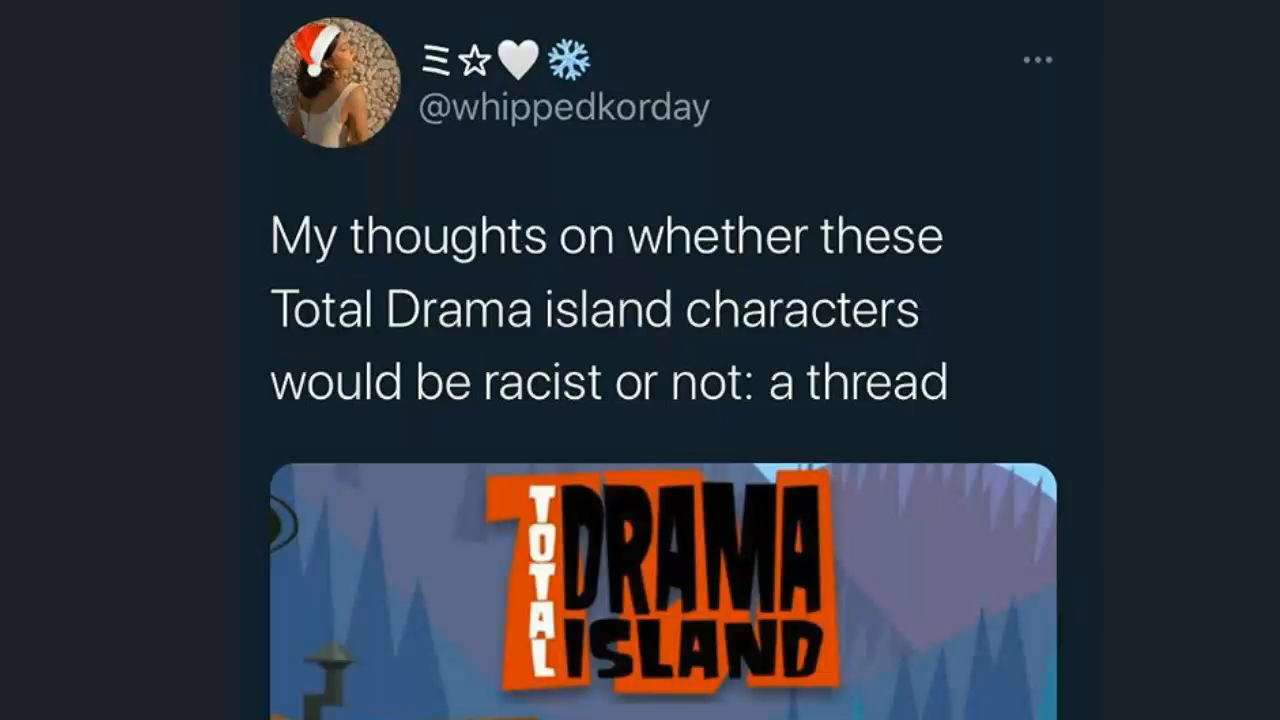 ミ☆🤍❄️
@whippedkorday
My thoughts on whether these
Total Drama island characters
would be racist or not: a thread
TOTAL
DRAMA
ISLAND